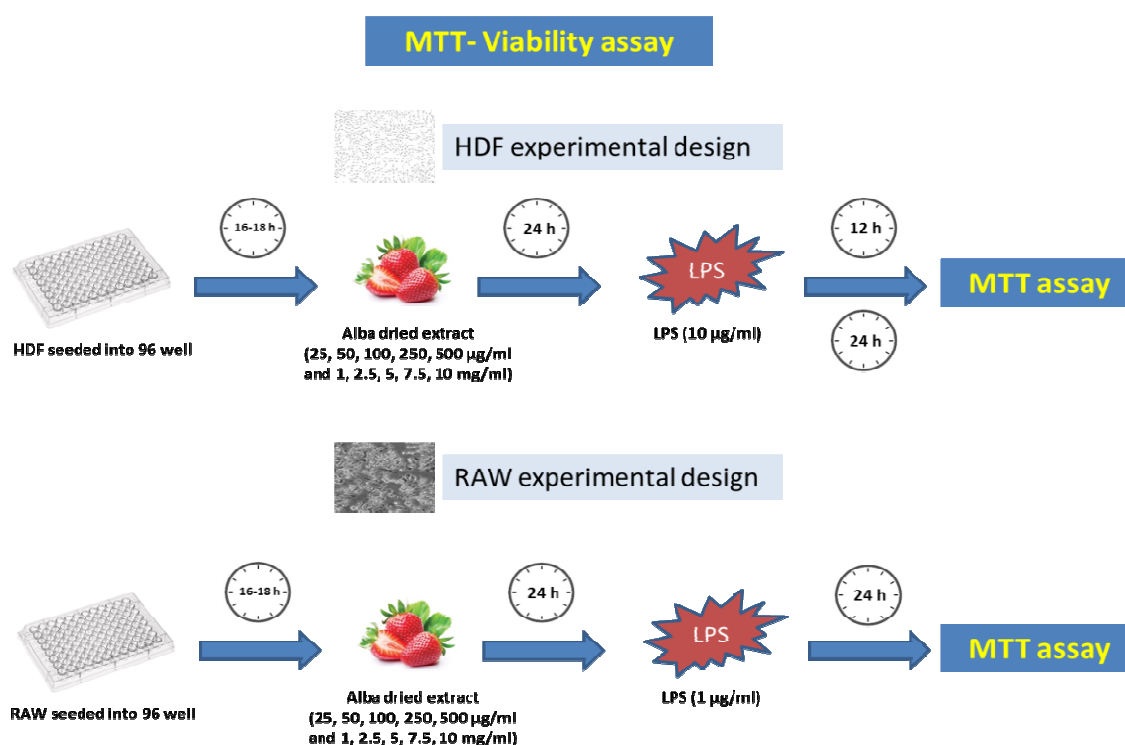 MTT- Viability assay
HDF experimental design
16-18 h
24 h
12 h
LPS
MTT assay
24 h
HDF seeded into 96 well
Alba dried extract
(25, 50, 100, 250, 500 µg/ml
and 1, 2.5, 5, 7.5, 10 mg/ml)
LPS (10 µg/ml)
RAW experimental design
16-18 h
24 h
24 h
LPS
MTT assay
RAW seeded into 96 well
Alba dried extract
(25, 50, 100, 250, 500 µg/ml
and 1, 2.5, 5, 7.5, 10 mg/ml)
LPS (1 µg/ml)